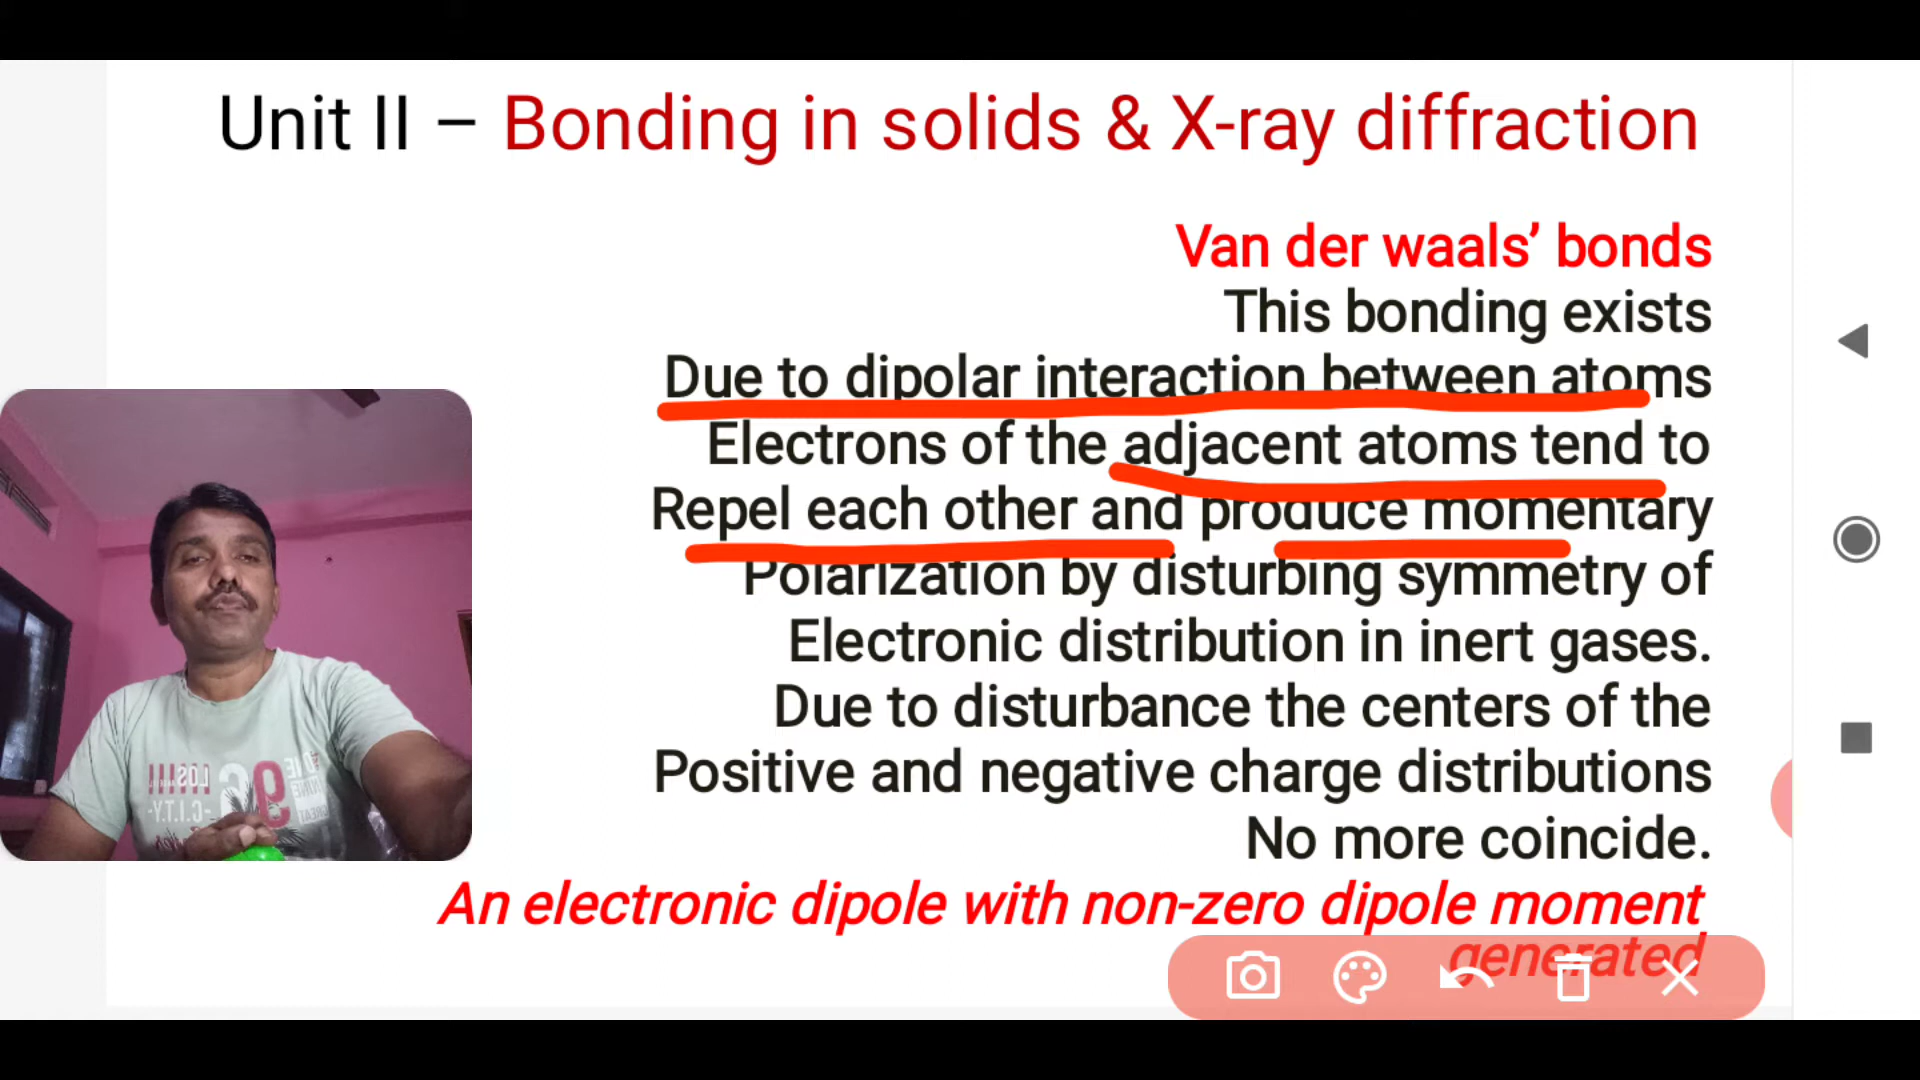 Unit II – Bonding in solids & X-ray diffraction
Van der waals’ bonds
This bonding exists
Due to dipolar interaction between atoms
Electrons of the adjacent atoms tend to
Repel each other and produce momentary
Polarization by disturbing symmetry of
Electronic distribution in inert gases.
Due to disturbance the centers of the
Positive and negative charge distributions
No more coincide.
An electronic dipole with non-zero dipole moment
generated
LOS
-C.I.T.Y-